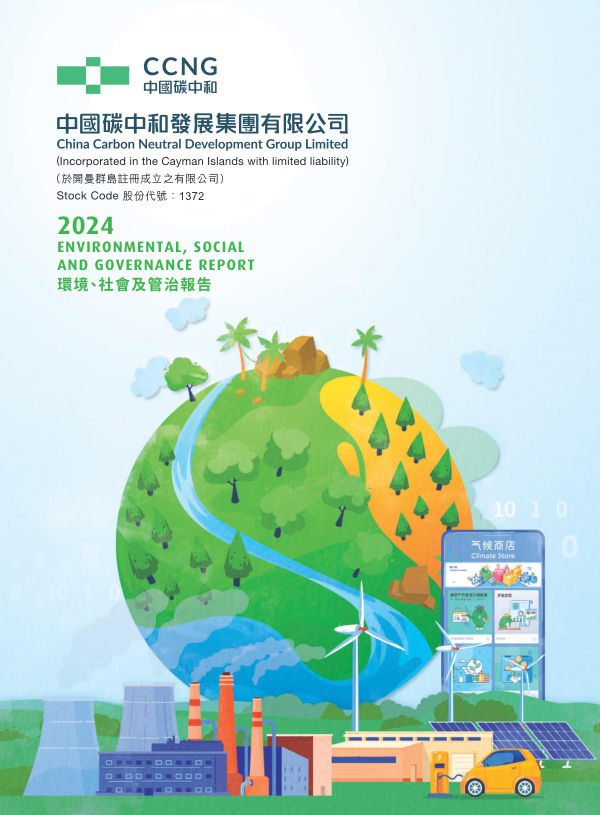 CCNG
中國碳中和
中國碳中和發展集團有限公司
China Carbon Neutral Development Group Limited
(Incorporated in the Cayman Islands with limited liability)
(於開曼群島註冊成立之有限公司)
Stock Code 股份代號：1372
2024
ENVIRONMENTAL, SOCIAL
AND GOVERNANCE REPORT
環境、社會及管治報告
10 1 0
0
气候商店
Climate Store